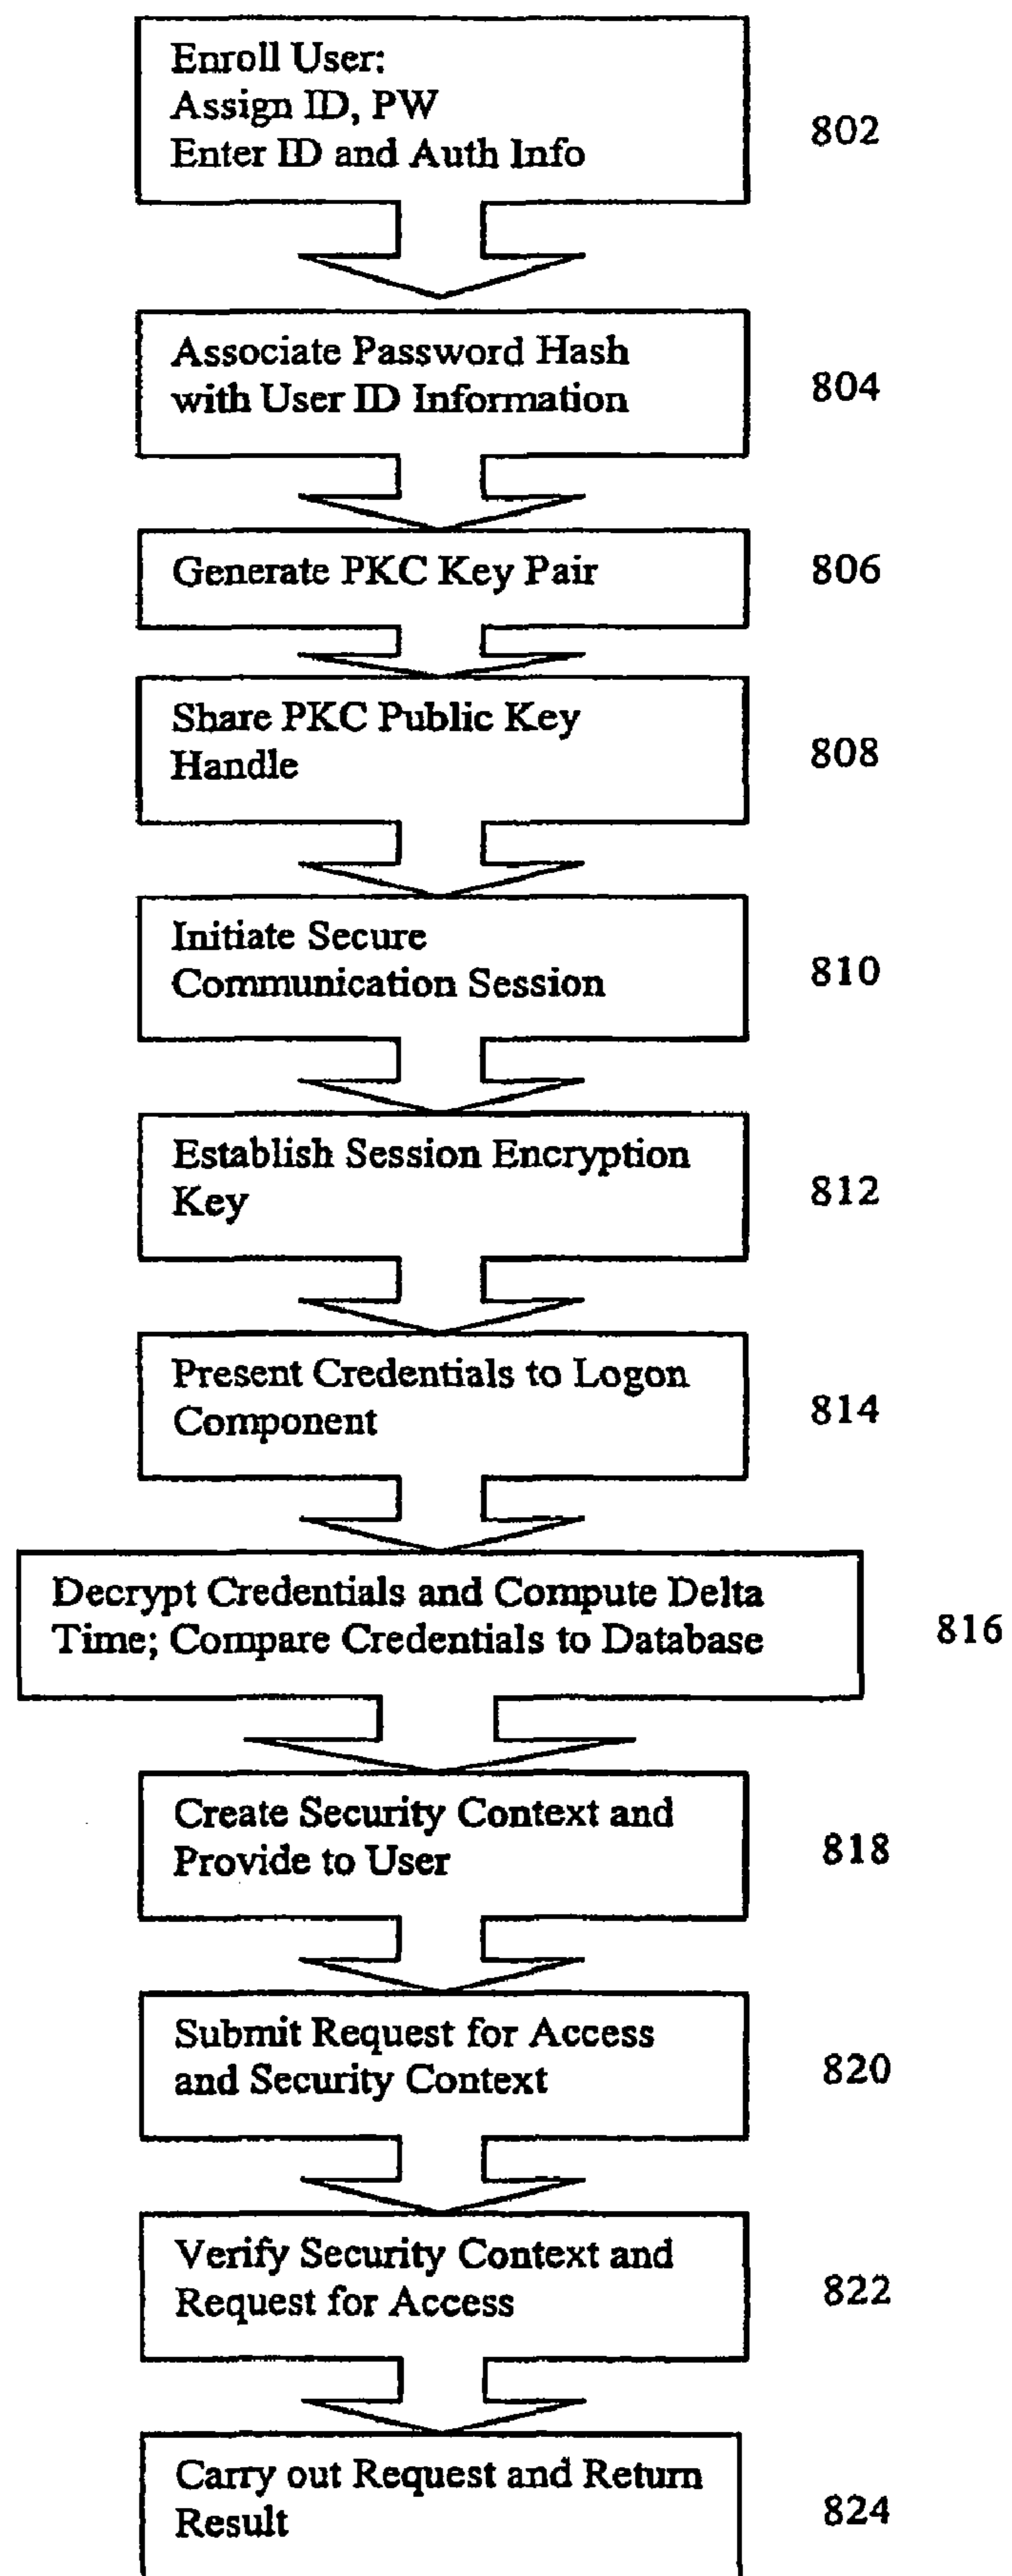 Enroll User:
Assign ID, PW
Enter ID and Auth Info
802
Associate Password Hash
with User ID Information
804
Generate PKC Key Pair
806
Share PKC Public Key
Handle
808
Initiate Secure
Communication Session
810
Establish Session Encryption
Key
812
Present Credentials to Logon
Component
814
Decrypt Credentials and Compute Delta
Time; Compare Credentials to Database
816
Create Security Context and
Provide to User
818
Submit Request for Access
and Security Context
820
Verify Security Context and
Request for Access
822
Carry out Request and Return
Result
824